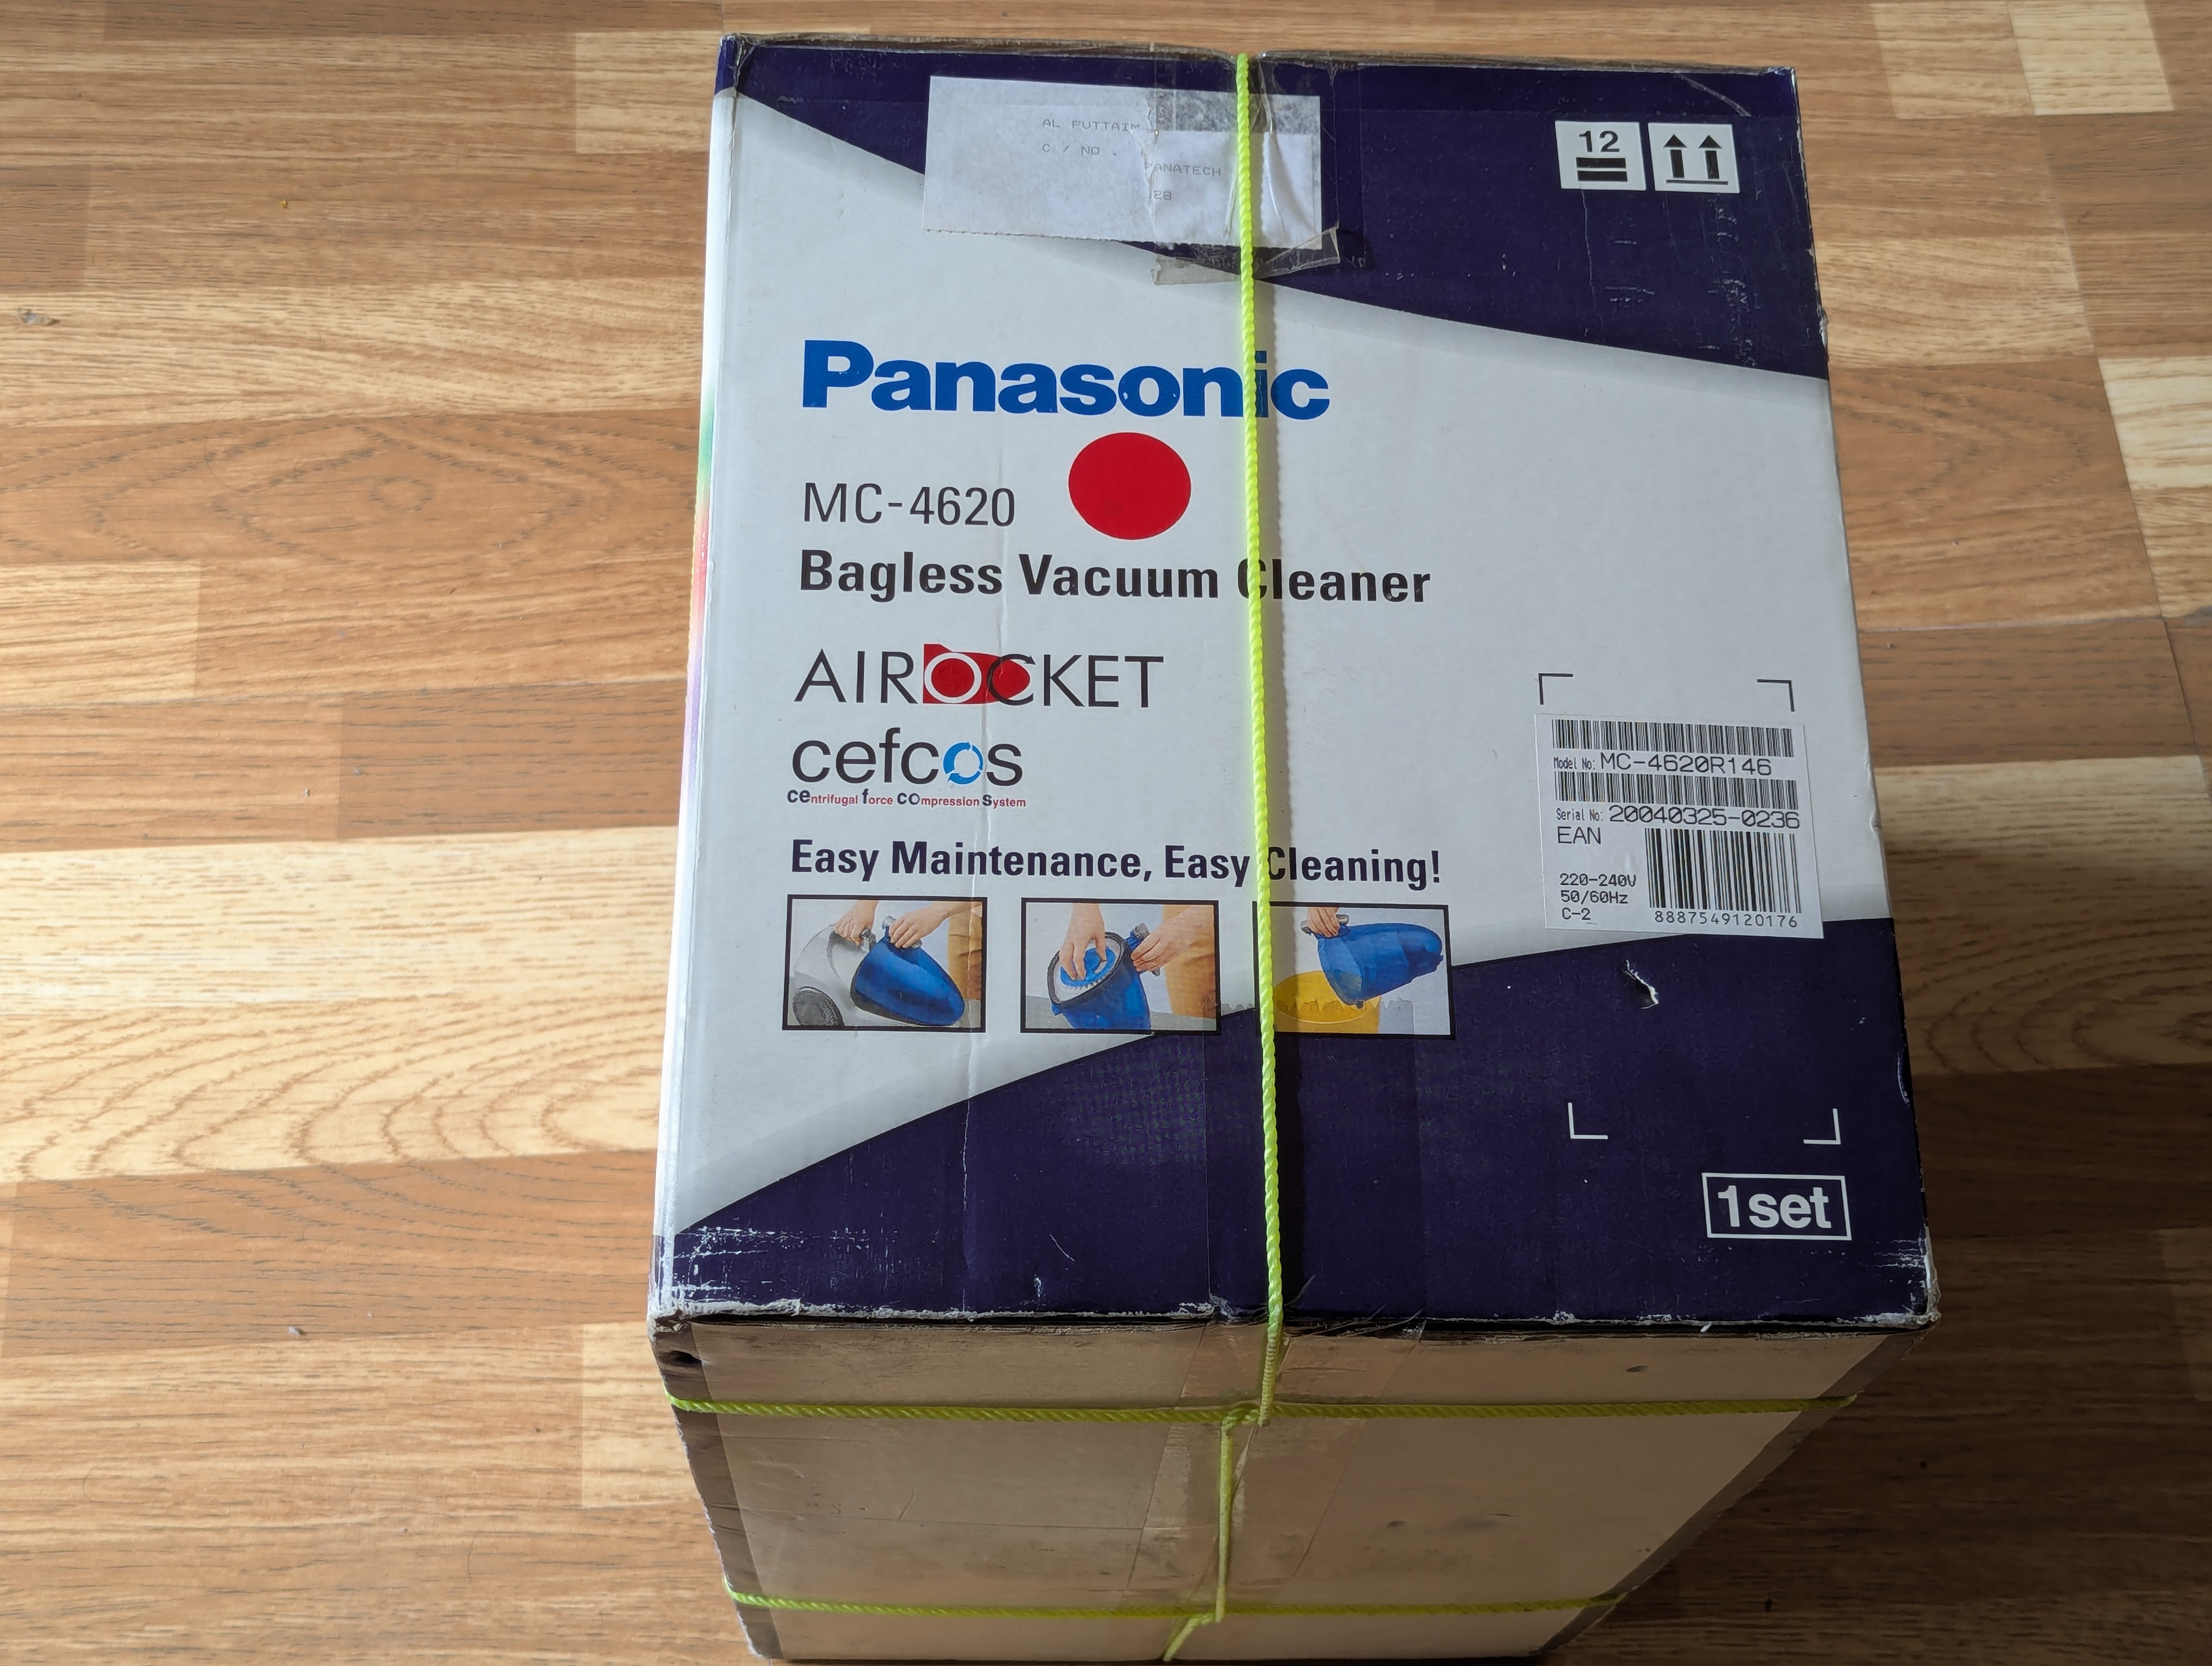 AL FUTTAIM
C / NO .
PANATECH
28
12
Panasonic
MC-4620
Bagless Vacuum Cleaner
AIROCKET
cefcos
centrifugal force compression System
Easy Maintenance, Easy Cleaning!
Model No: MC-4620R146
Serial No: 20040325-0236
EAN
220-240V
50/60Hz
C-2
8887549120176
1set